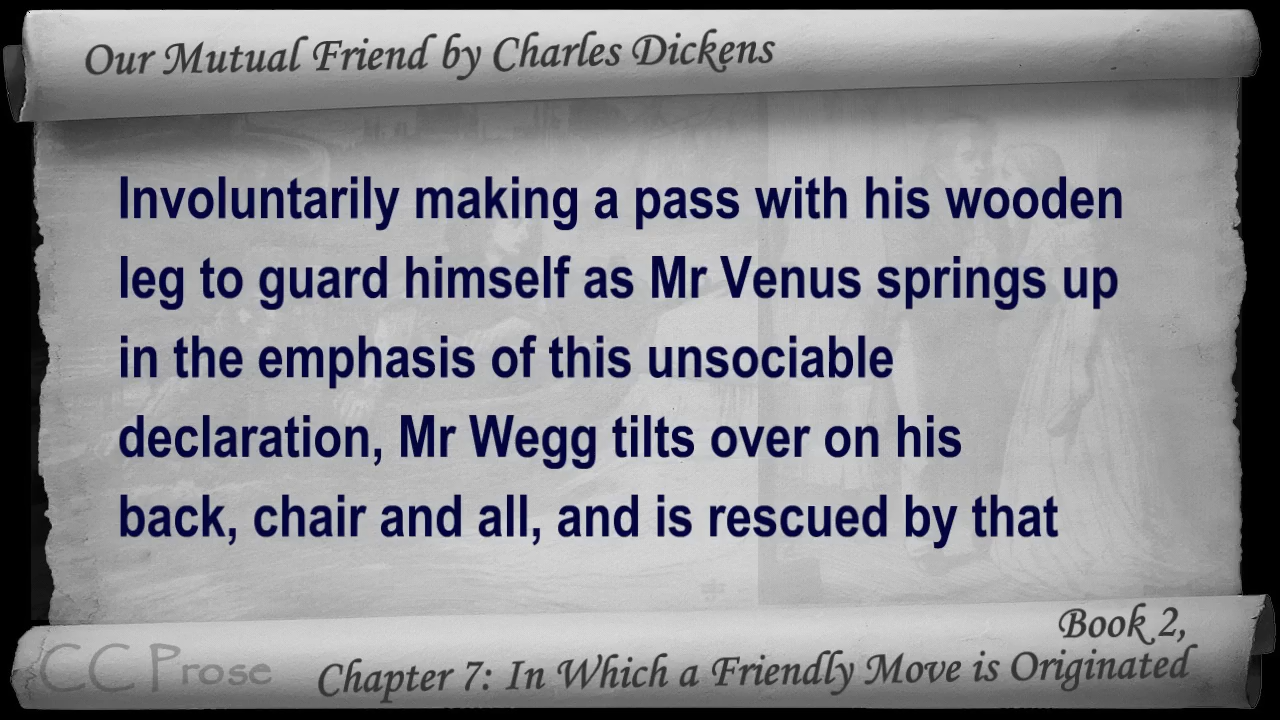 Our Mutual Friend by Charles Dickens
Involuntarily making a pass with his wooden
leg to guard himself as Mr Venus springs up
in the emphasis of this unsociable
declaration, Mr Wegg tilts over on his
back, chair and all, and is rescued by that
Book 2,
CC Prose
Chapter 7: In Which a Friendly Move is Originated